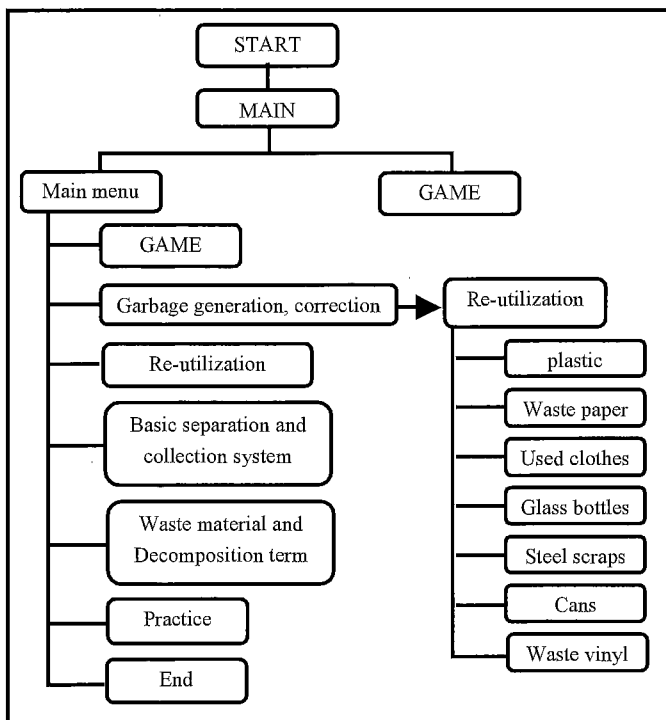 START
MAIN
Main menu
GAME
GAME
Garbage generation, correction
Re-utilization
Basic separation and
collection system
Waste material and
Decomposition term
Practice
End
Re-utilization
plastic
Waste paper
Used clothes
Glass bottles
Steel scraps
Cans
Waste vinyl